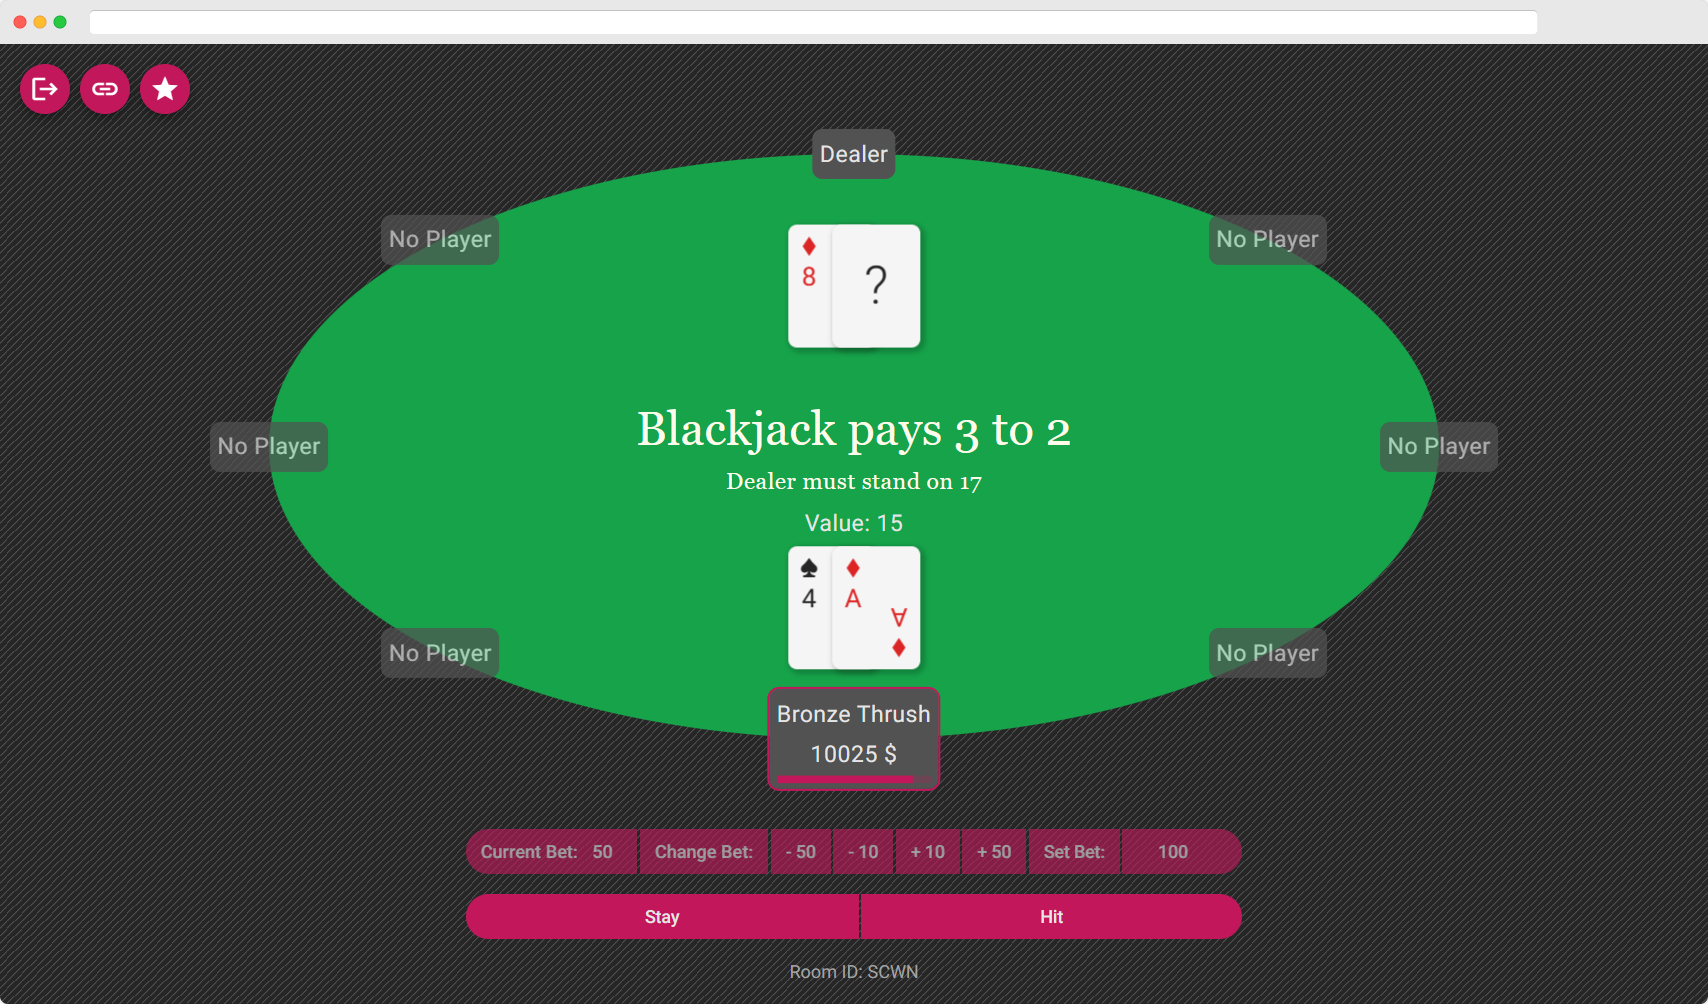 Dealer
No Player
No Player
8
?
Blackjack pays 3 to 2
No Player
No Player
Dealer must stand on 17
Value: 15
4
A
A
No Player
No Player
Bronze Thrush
10025 $
Current Bet: 50 Change Bet: - 50 - 10 + 10 + 50 Set Bet: 100
Stay Hit
Room ID: SCWN